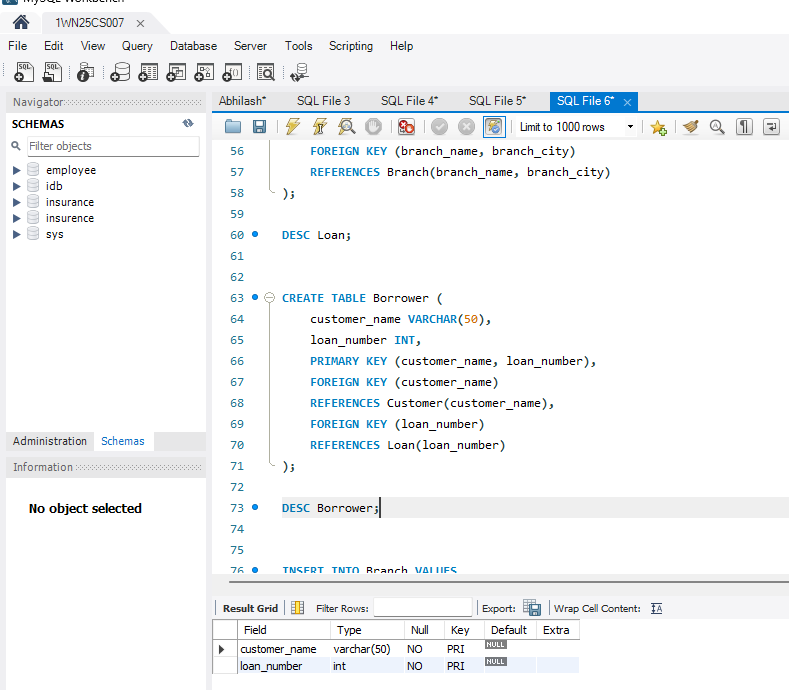 MySQL Workbench
1WN25CS007
File Edit View Query Database Server Tools Scripting Help
Navigator
SCHEMAS
Filter objects
employee
idb
insurance
insurence
sys
Administration Schemas
Information
No object selected
Abhilash* SQL File 3 SQL File 4* SQL File 5* SQL File 6*
Limit to 1000 rows
56 FOREIGN KEY (branch_name, branch_city)
57 REFERENCES Branch(branch_name, branch_city)
58 );
59
60 DESC Loan;
61
62
63 CREATE TABLE Borrower (
64 customer_name VARCHAR(50),
65 loan_number INT,
66 PRIMARY KEY (customer_name, loan_number),
67 FOREIGN KEY (customer_name)
68 REFERENCES Customer(customer_name),
69 FOREIGN KEY (loan_number)
70 REFERENCES Loan(loan_number)
71 );
72
73 DESC Borrower;
74
75
76 INSERT INTO Branch VALUES
Result Grid Filter Rows: Export: Wrap Cell Content:
Field Type Null Key Default Extra
customer_name varchar(50) NO PRI NULL
loan_number int NO PRI NULL